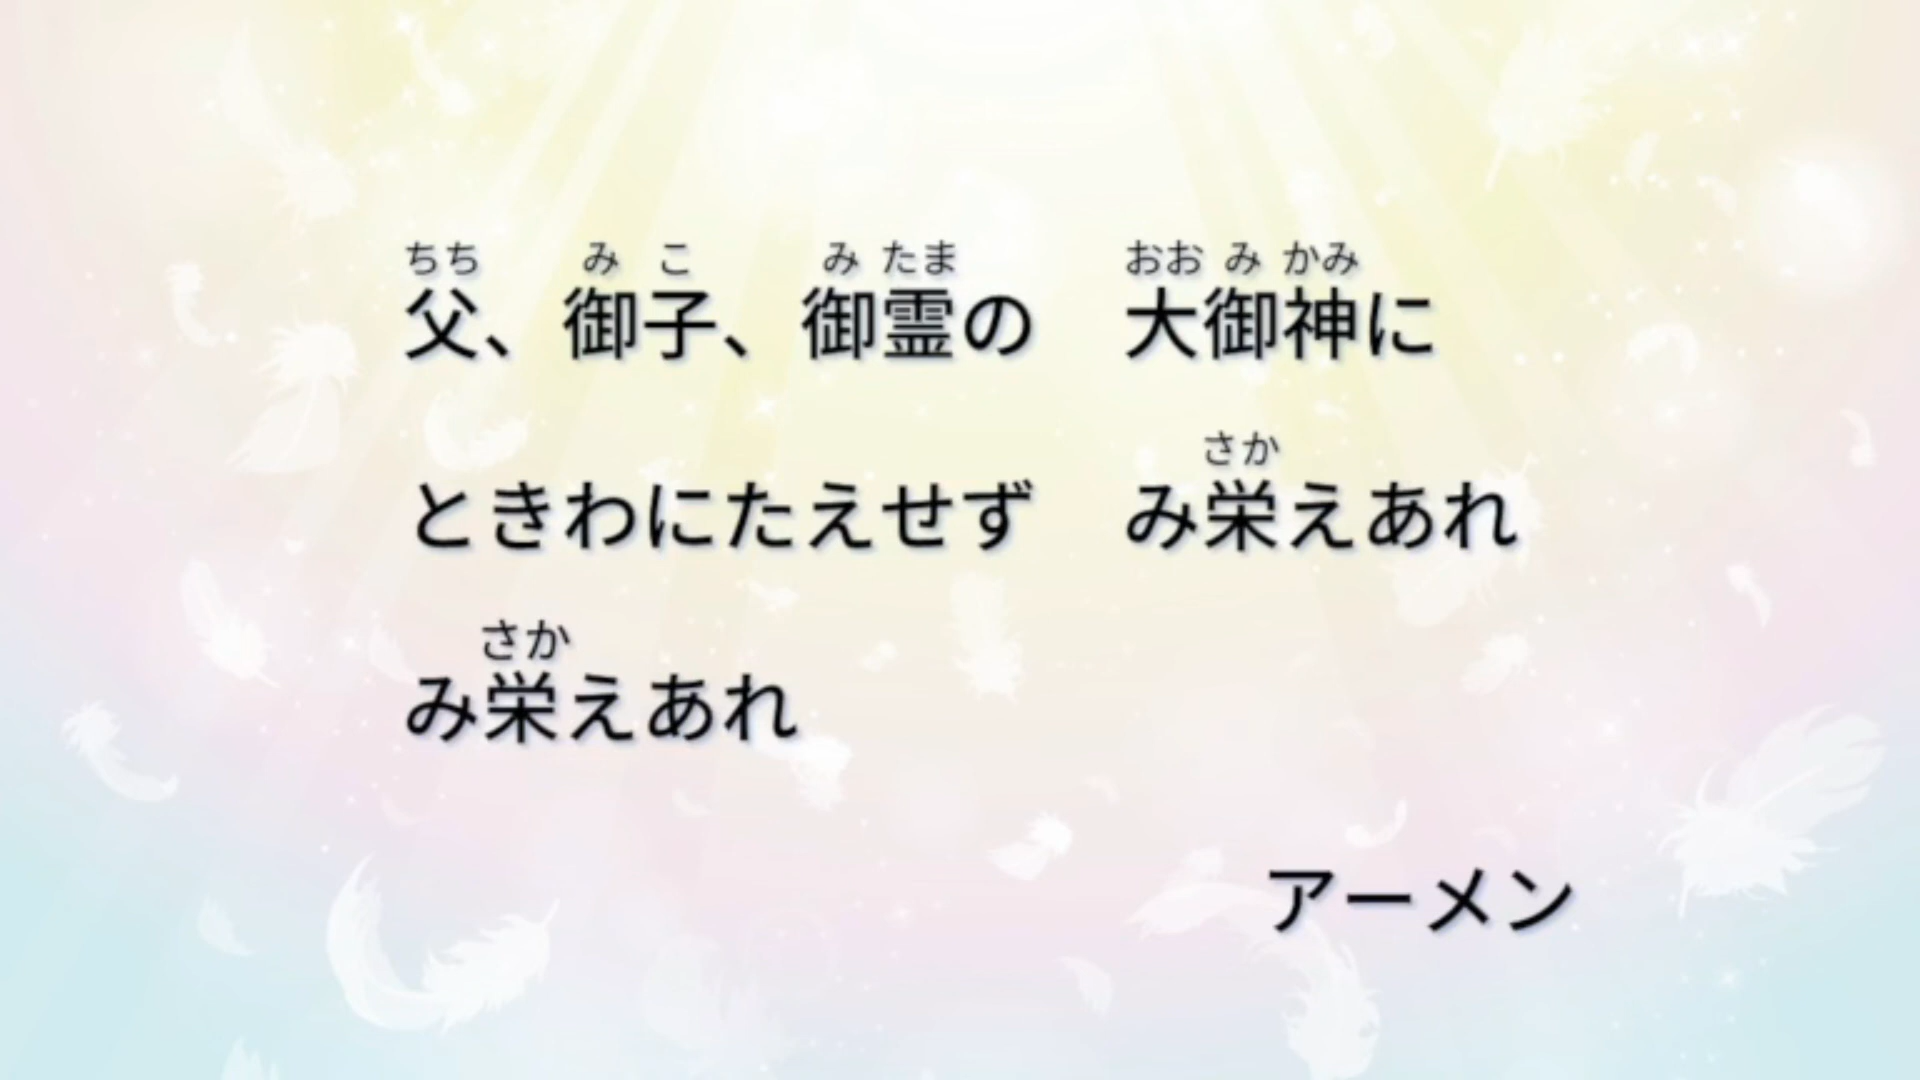 ちち み こ み たま おお み かみ
父、御子、御霊の 大御神に
さか
ときわにたえせず み栄えあれ
さか
み栄えあれ
アーメン